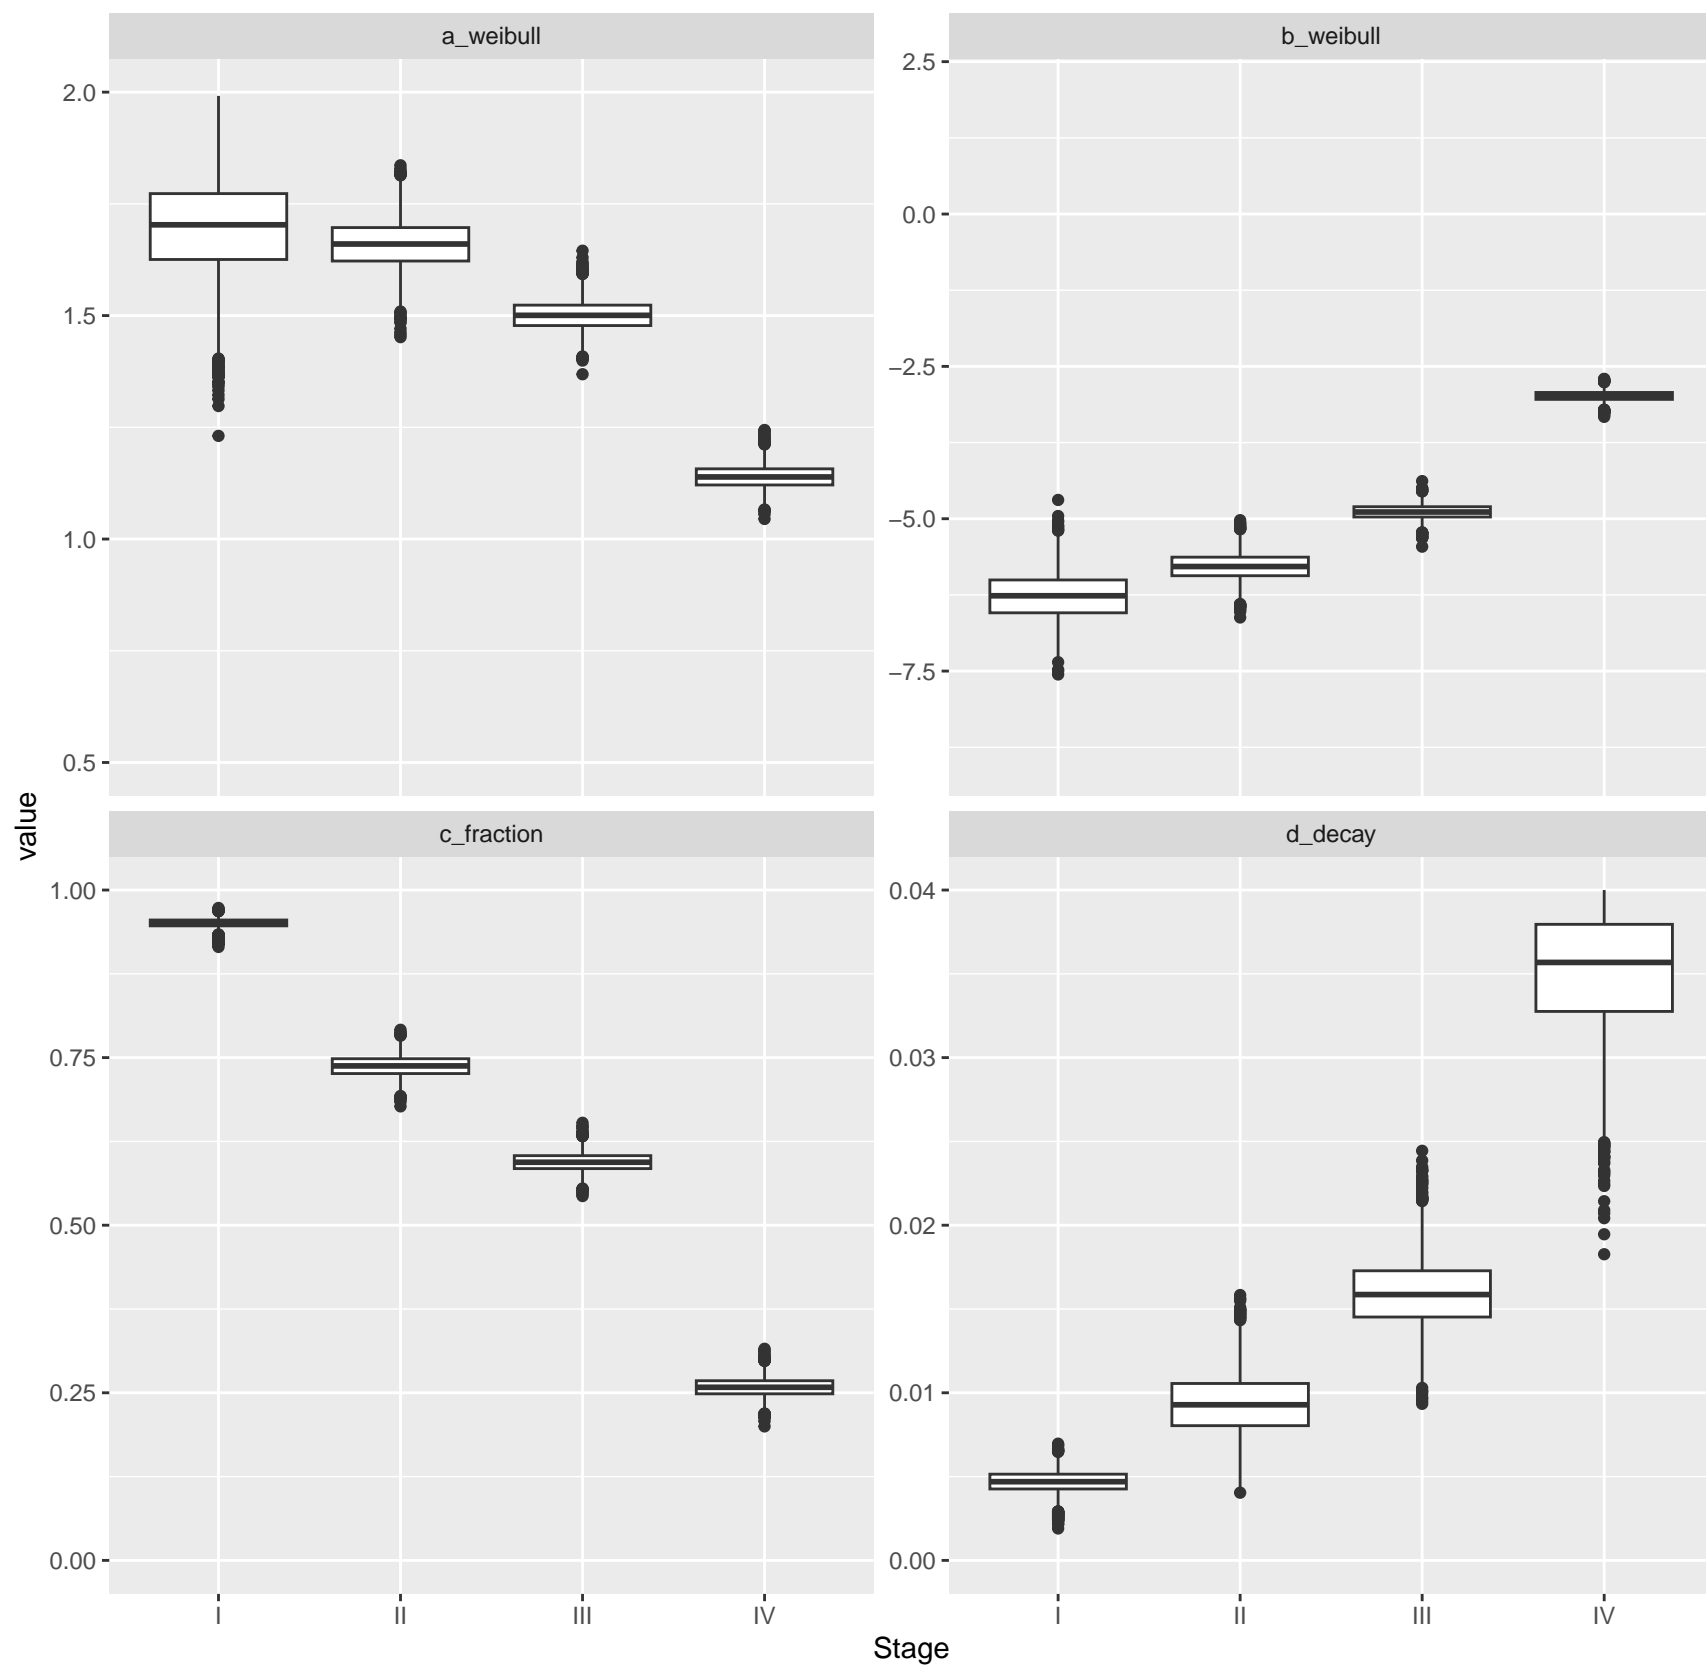 a_weibull
b_weibull
2.0
1.5
1.0
0.5
2.5
0.0
−2.5
−5.0
−7.5
value
c_fraction
d_decay
1.00
0.75
0.50
0.25
0.00
0.04
0.03
0.02
0.01
0.00
I II III IV
I II III IV
Stage